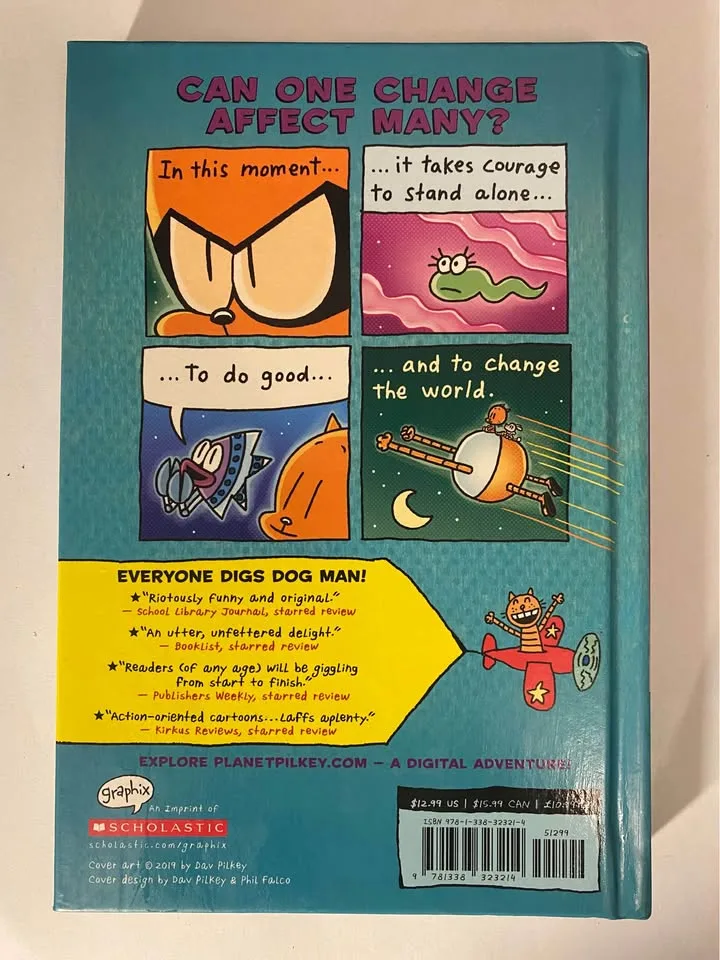 CAN ONE CHANGE
AFFECT MANY?
In this moment...
...it takes courage
to stand alone...
...To do good...
... and to change
the world.
EVERYONE DIGS DOG MAN!
★"Riotously funny and original."
— School Library Journal, starred review
★"An utter, unfettered delight."
— Booklist, starred review
★"Readers (of any age) will be giggling
from start to finish."
— Publishers Weekly, starred review
★"Action-oriented cartoons...Laffs aplenty."
— Kirkus Reviews, starred review
EXPLORE PLANETPILKEY.COM — A DIGITAL ADVENTURE!
graphix
An Imprint of
SCHOLASTIC
scholastic.com/graphix
Cover art © 2019 by Dav Pilkey
Cover design by Dav Pilkey & Phil Falco
$12.99 US | $15.99 CAN |
ISBN 978-1-338-32321-4
51299
9 781338 323214